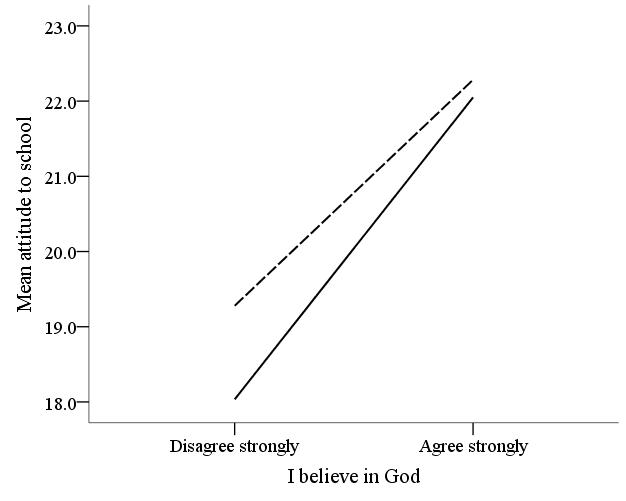 23.0
22.0
21.0
20.0
19.0
18.0
Mean attitude to school
Disagree strongly Agree strongly
I believe in God